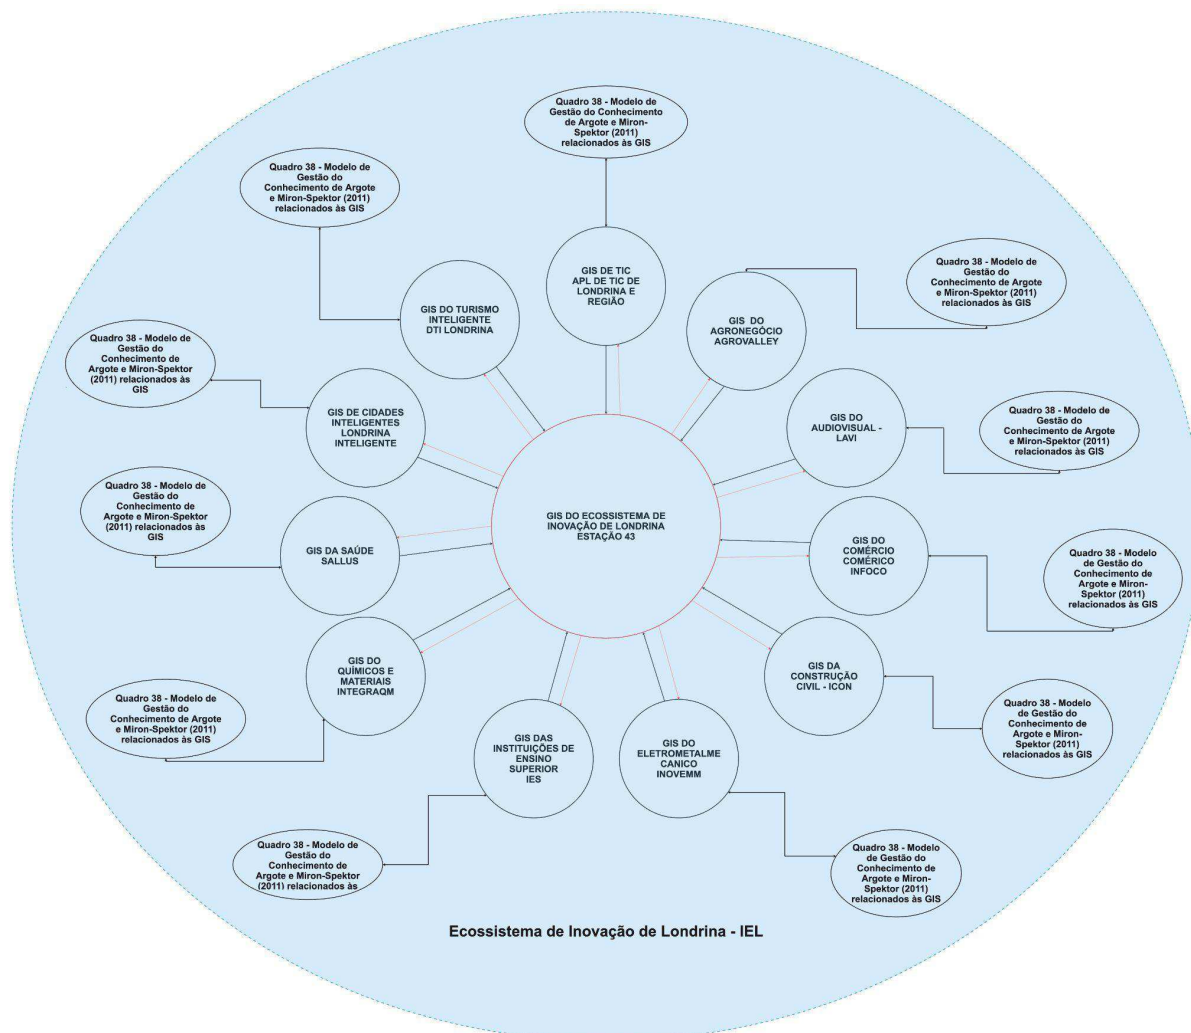 Quadro 38 - Modelo de
Gestão do Conhecimento
de Argote e Miron-
Spektor (2011)
relacionados às GIS
Quadro 38 - Modelo de
Gestão do
Conhecimento de Argote
e Miron-Spektor (2011)
relacionados às GIS
GIS DE TIC
APL DE TIC DE
LONDRINA E
REGIÃO
Quadro 38 - Modelo de
Gestão do
Conhecimento de Argote
e Miron-Spektor (2011)
relacionados às GIS
GIS DO TURISMO
INTELIGENTE
DTI LONDRINA
GIS DO
AGRONEGÓCIO
AGROVALLEY
Quadro 38 - Modelo de
Gestão do
Conhecimento de
Argote e Miron-Spektor
(2011) relacionados às
GIS
GIS DE CIDADES
INTELIGENTES
LONDRINA
INTELIGENTE
GIS DO
AUDIOVISUAL -
LAVI
Quadro 38 - Modelo de
Gestão do
Conhecimento de Argote
e Miron-Spektor (2011)
relacionados às GIS
Quadro 38 - Modelo de
Gestão do
Conhecimento de
Argote e Miron-Spektor
(2011) relacionados às
GIS
GIS DO ECOSSISTEMA DE
INOVAÇÃO DE LONDRINA
ESTAÇÃO 43
GIS DA SAÚDE
SALLUS
GIS DO
COMÉRCIO
COMÉRICO
INFOCO
Quadro 38 - Modelo
de Gestão do
Conhecimento de
Argote e Miron-
Spektor (2011)
relacionados às GIS
GIS DO
QUÍMICOS E
MATERIAIS
INTEGRAQM
GIS DA
CONSTRUÇÃO
CIVIL - ICON
Quadro 38 - Modelo de
Gestão do
Conhecimento de Argote
e Miron-Spektor (2011)
relacionados às GIS
Quadro 38 - Modelo
de Gestão do
Conhecimento de
Argote e Miron-
Spektor (2011)
relacionados às GIS
GIS DAS
INSTITUIÇÕES DE
ENSINO
SUPERIOR
IES
GIS DO
ELETROMETALME
CANICO
INOVEMM
Quadro 38 - Modelo de
Gestão do
Conhecimento de
Argote e Miron-Spektor
(2011) relacionados às
Quadro 38 - Modelo
de Gestão do
Conhecimento de
Argote e Miron-
Spektor (2011)
relacionados às GIS
Ecossistema de Inovação de Londrina - IEL